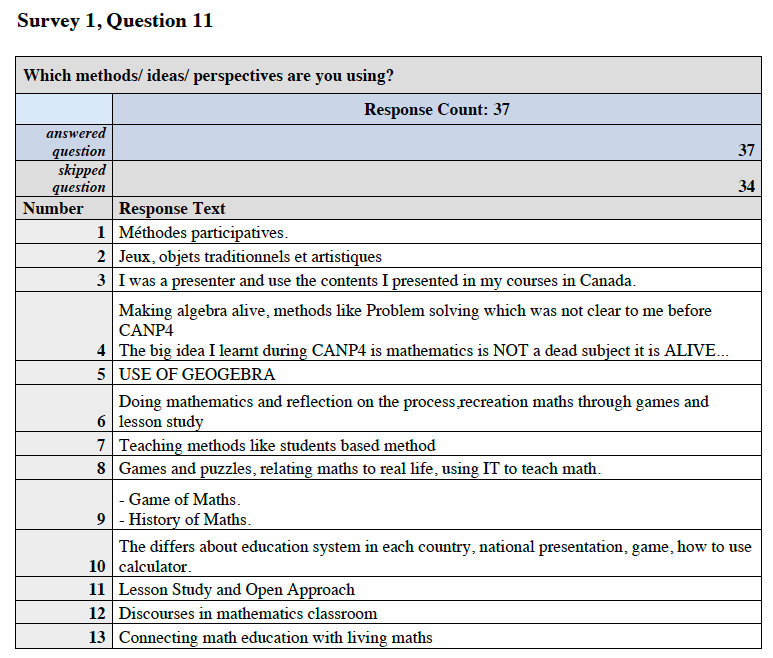 Survey 1, Question 11
Which methods/ ideas/ perspectives are you using?
Response Count: 37
answered
question
37
skipped
question
34
Number Response Text
1 Méthodes participatives.
2 Jeux, objets traditionnels et artistiques
3 I was a presenter and use the contents I presented in my courses in Canada.
Making algebra alive, methods like Problem solving which was not clear to me before
CANP4
4 The big idea I learnt during CANP4 is mathematics is NOT a dead subject it is ALIVE...
5 USE OF GEOGEBRA
Doing mathematics and reflection on the process,recreation maths through games and
6 lesson study
7 Teaching methods like students based method
8 Games and puzzles, relating maths to real life, using IT to teach math.
- Game of Maths.
9 - History of Maths.
The differs about education system in each country, national presentation, game, how to use
10 calculator.
11 Lesson Study and Open Approach
12 Discourses in mathematics classroom
13 Connecting math education with living maths